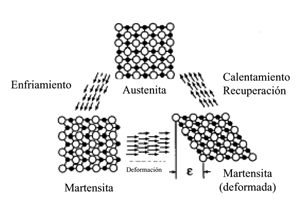 Enfriamiento
Austenita
Calentamiento
Recuperación
Deformación
ε
Martensita
Martensita
(deformada)